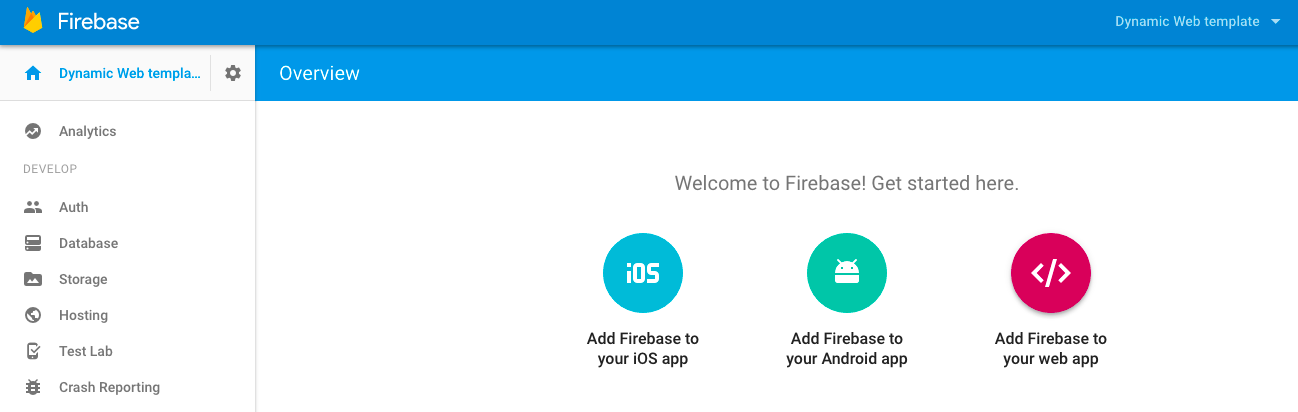 Firebase
Dynamic Web template
Dynamic Web templa...
Overview
Analytics
DEVELOP
Auth
Database
Storage
Hosting
Test Lab
Crash Reporting
Welcome to Firebase! Get started here.
iOS
Add Firebase to
your iOS app
Add Firebase to
your Android app
</>
Add Firebase to
your web app